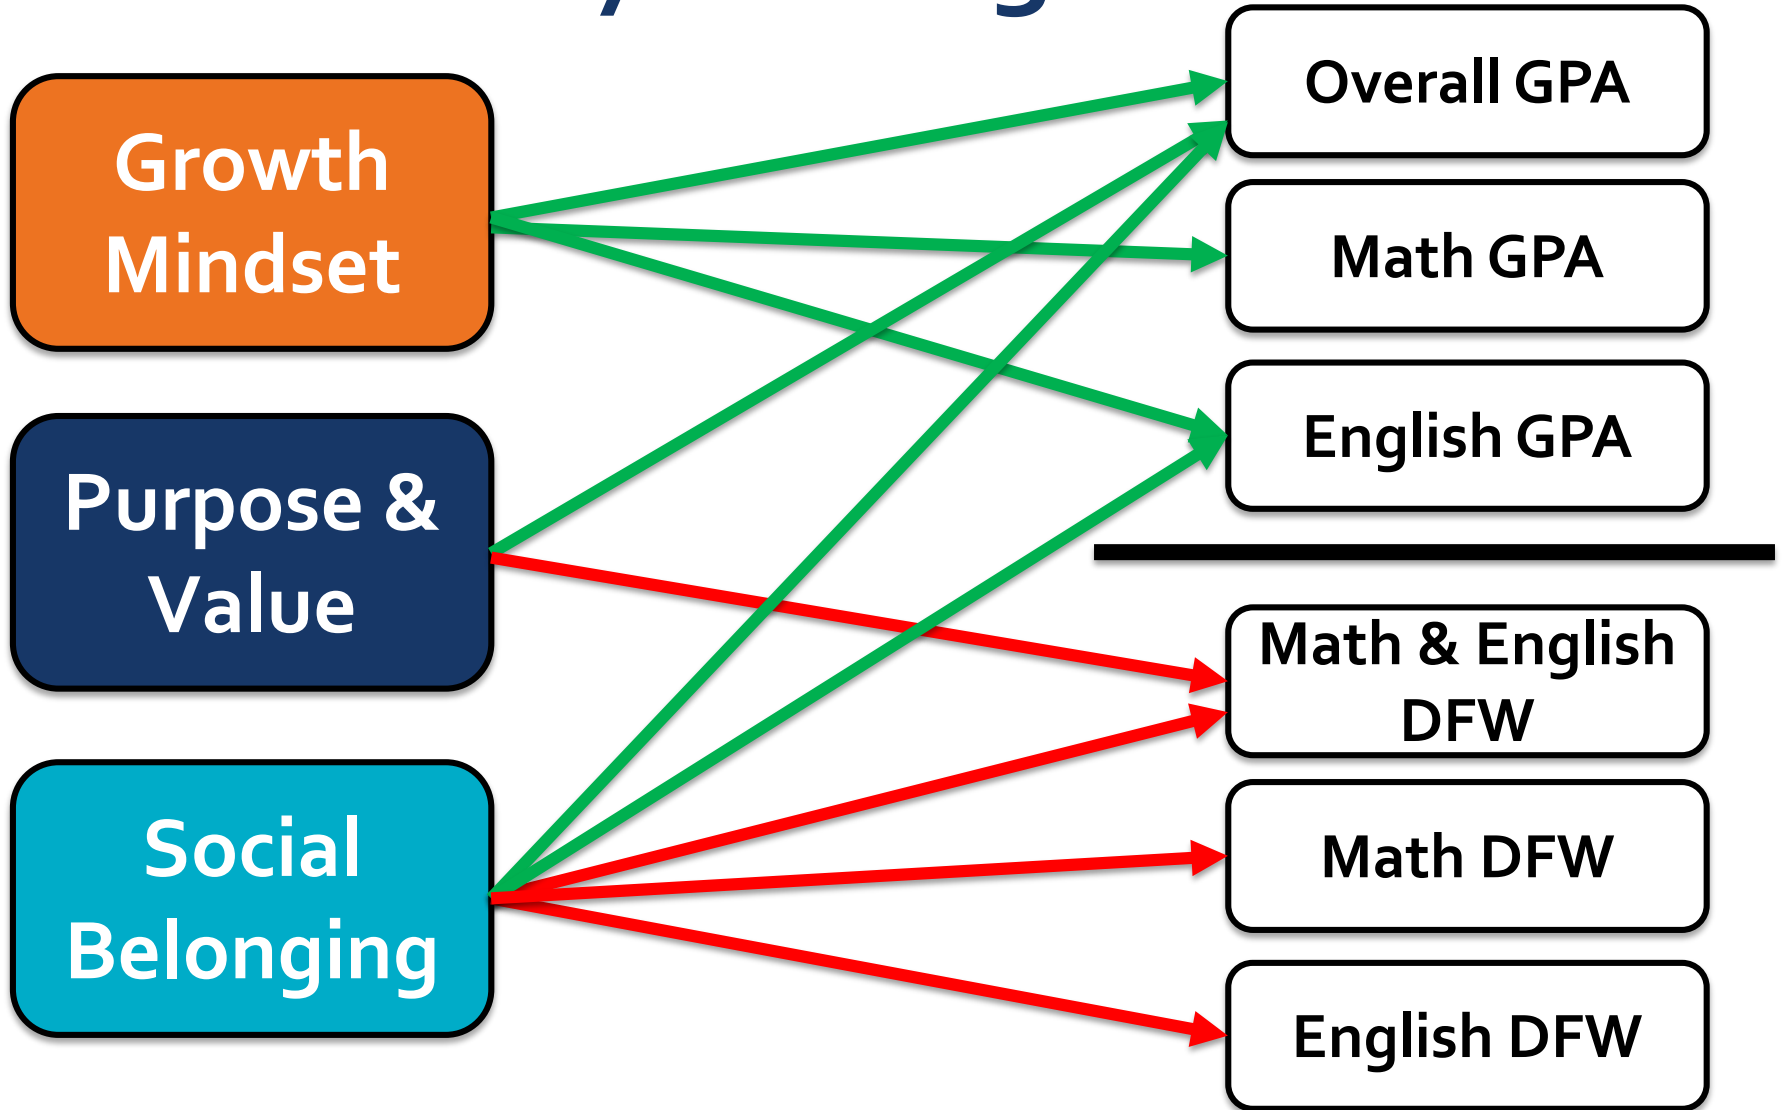 Growth
Mindset
Purpose &
Value
Social
Belonging
Overall GPA
Math GPA
English GPA
Math & English
DFW
Math DFW
English DFW